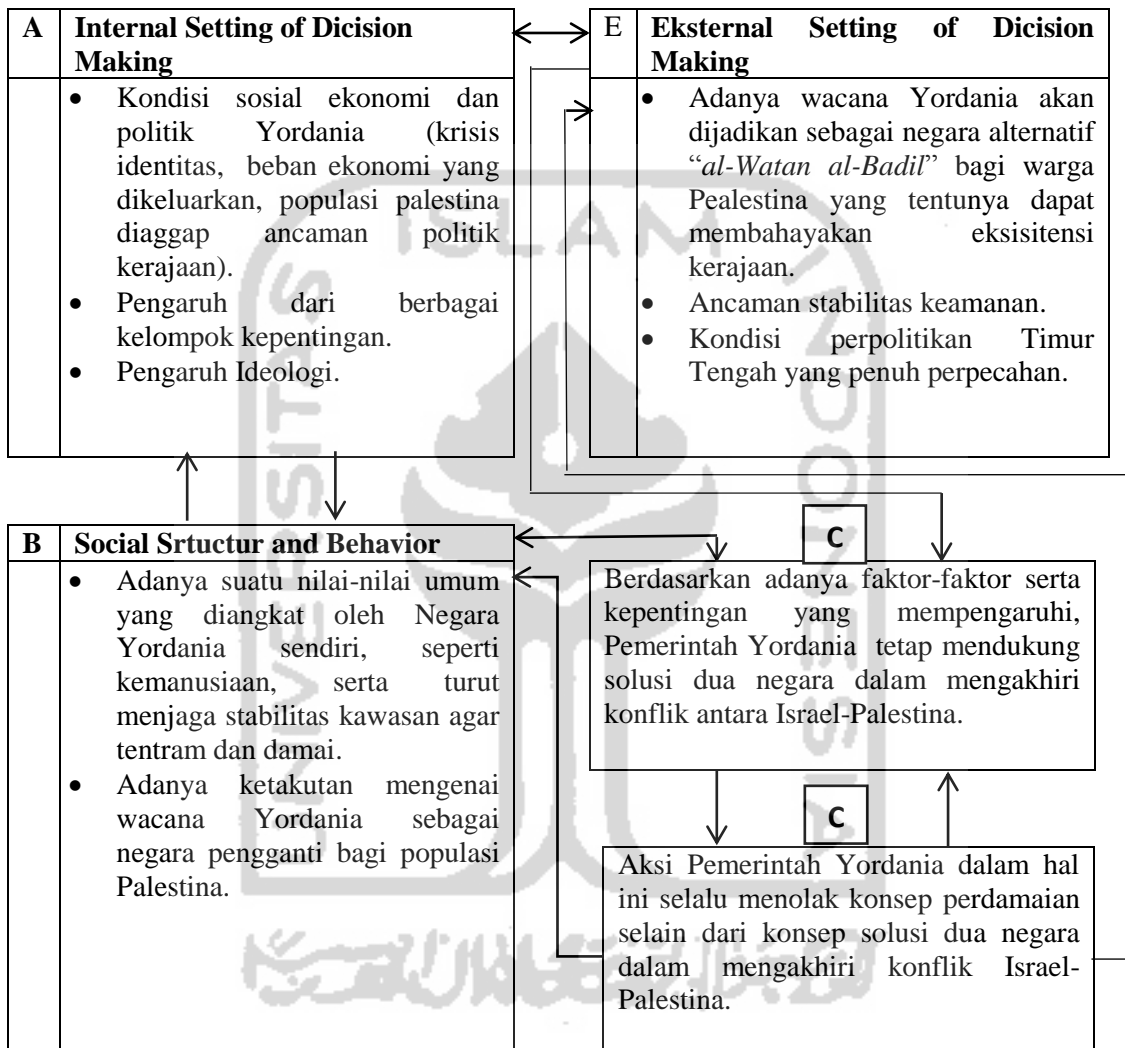 A Internal Setting of Dicision
Making
• Kondisi sosial ekonomi dan
politik Yordania (krisis
identitas, beban ekonomi yang
dikeluarkan, populasi palestina
diaggap ancaman politik
kerajaan).
• Pengaruh dari berbagai
kelompok kepentingan.
• Pengaruh Ideologi.
E Eksternal Setting of Dicision
Making
• Adanya wacana Yordania akan
dijadikan sebagai negara alternatif
“al-Watan al-Badil” bagi warga
Pealestina yang tentunya dapat
membahayakan eksisitensi
kerajaan.
• Ancaman stabilitas keamanan.
• Kondisi perpolitikan Timur
Tengah yang penuh perpecahan.
B Social Srtuctur and Behavior
• Adanya suatu nilai-nilai umum
yang diangkat oleh Negara
Yordania sendiri, seperti
kemanusiaan, serta turut
menjaga stabilitas kawasan agar
tentram dan damai.
• Adanya ketakutan mengenai
wacana Yordania sebagai
negara pengganti bagi populasi
Palestina.
C
Berdasarkan adanya faktor-faktor serta
kepentingan yang mempengaruhi,
Pemerintah Yordania tetap mendukung
solusi dua negara dalam mengakhiri
konflik antara Israel-Palestina.
C
Aksi Pemerintah Yordania dalam hal
ini selalu menolak konsep perdamaian
selain dari konsep solusi dua negara
dalam mengakhiri konflik Israel-
Palestina.
UNIVERSITAS
ISLAM
INDONESIA